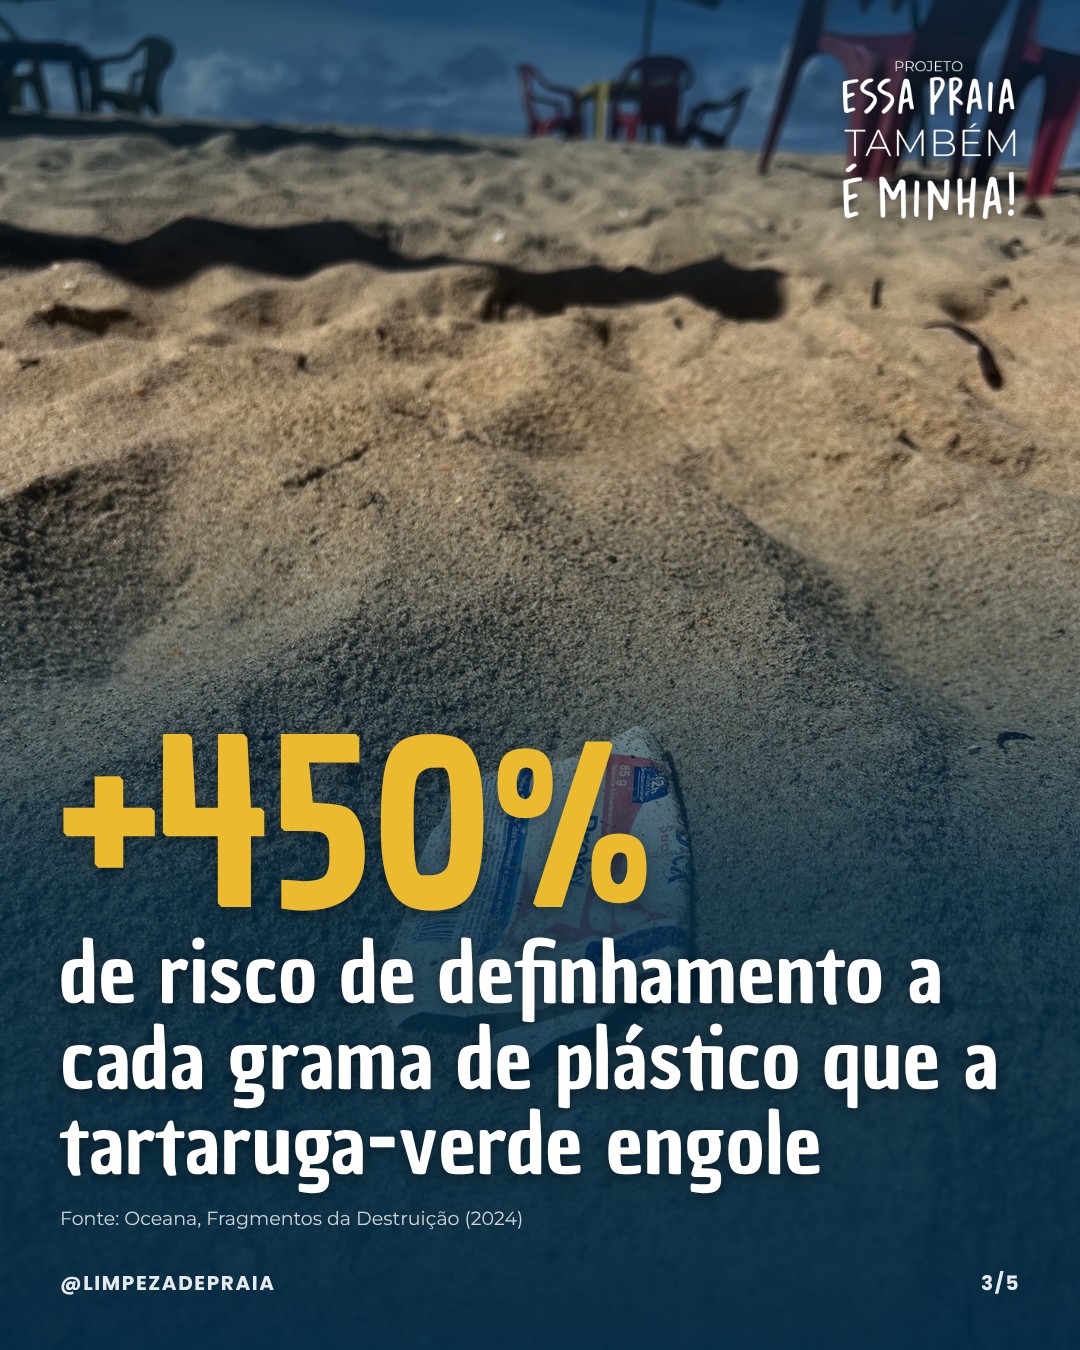 PROJETO
ESSA PRAIA
TAMBÉM
É MINHA!
+450%
de risco de definhamento a
cada grama de plástico que a
tartaruga-verde engole
Fonte: Oceana, Fragmentos da Destruição (2024)
@LIMPEZADEPRAIA
3/5